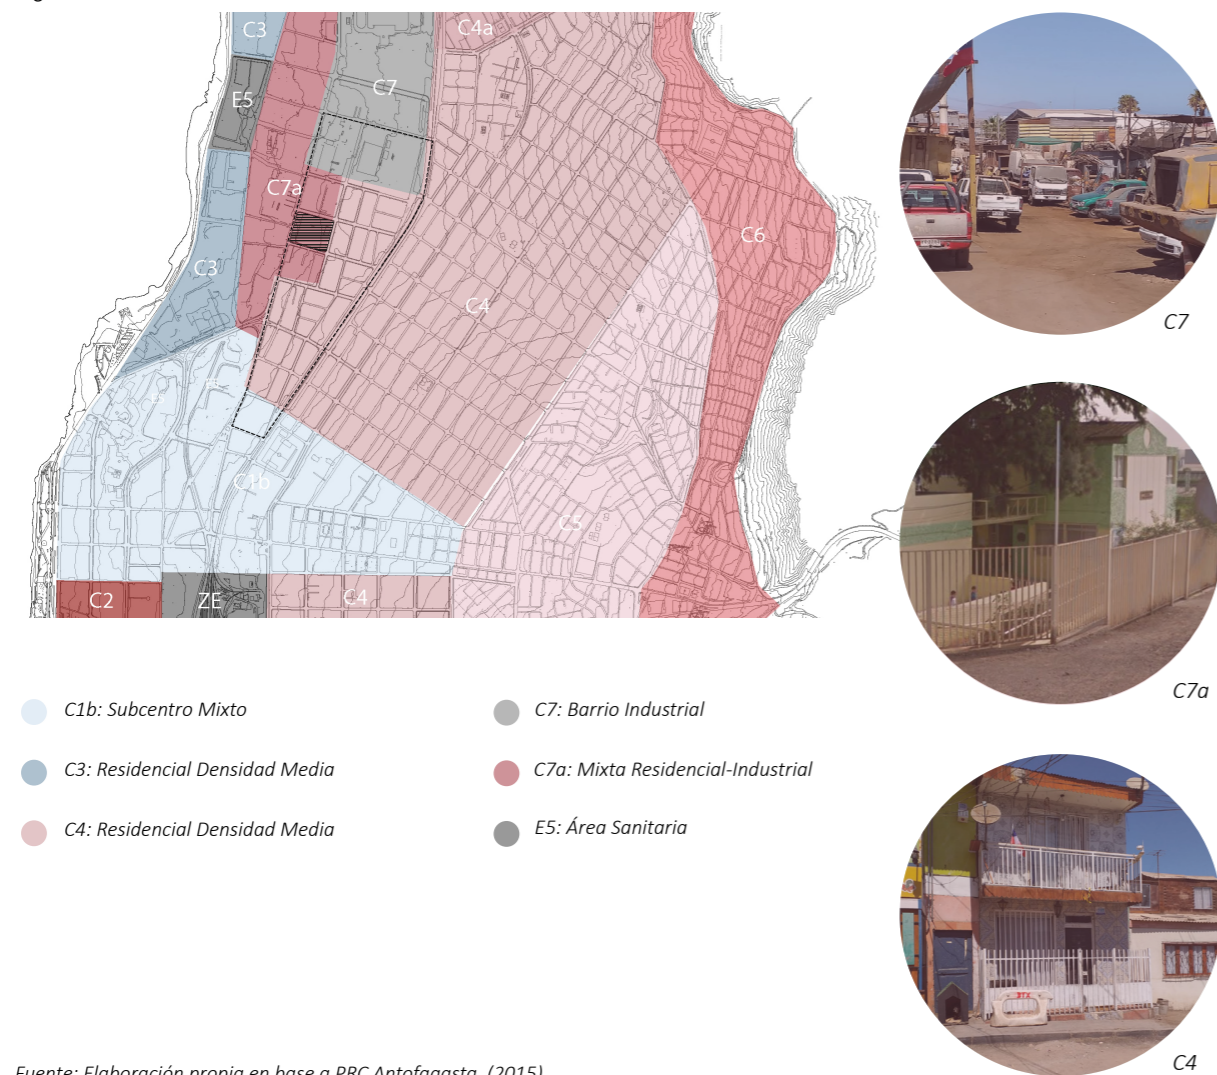 C3
C4a
C7
E5
C7a
C6
C3
C4
C1b
C5
C2
ZE
C4
C7
C7a
C4
C1b: Subcentro Mixto
C7: Barrio Industrial
C3: Residencial Densidad Media
C7a: Mixta Residencial-Industrial
C4: Residencial Densidad Media
E5: Área Sanitaria
Fuente: Elaboración propia en base a PRC Antofagasta, (2015)